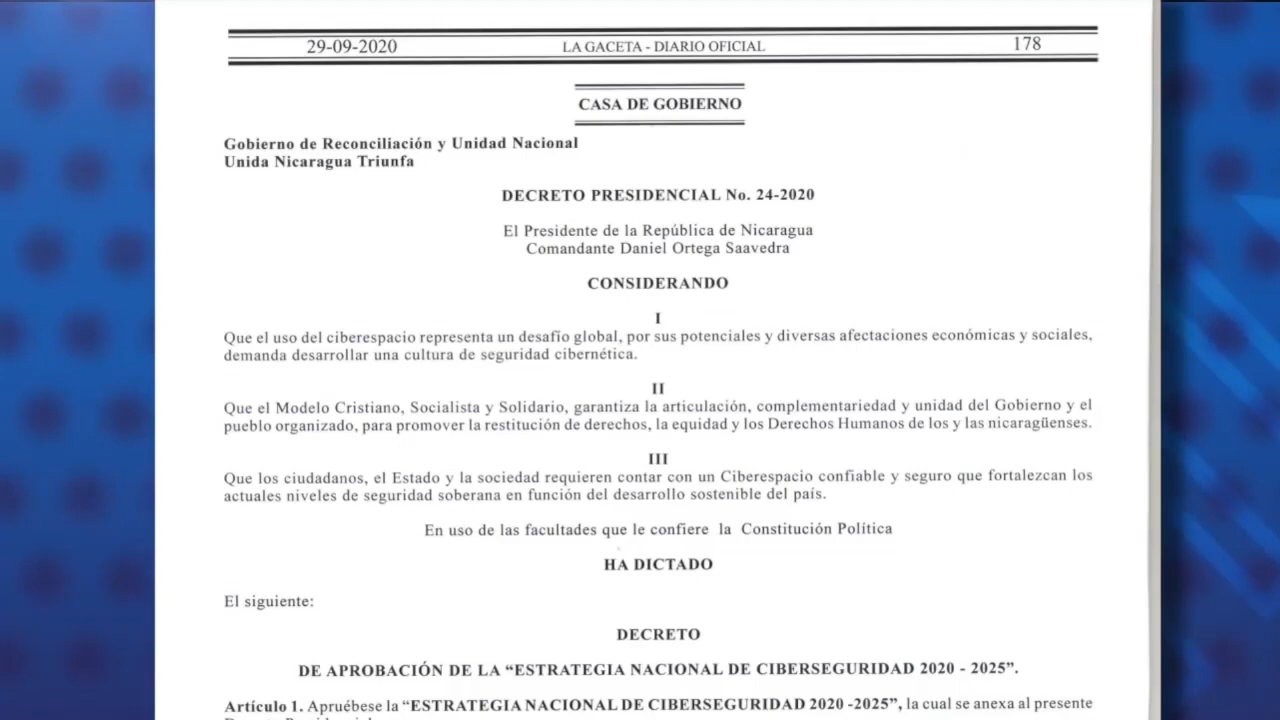 29-09-2020 LA GACETA - DIARIO OFICIAL 178
CASA DE GOBIERNO
Gobierno de Reconciliación y Unidad Nacional
Unida Nicaragua Triunfa
DECRETO PRESIDENCIAL No. 24-2020
El Presidente de la República de Nicaragua
Comandante Daniel Ortega Saavedra
CONSIDERANDO
I
Que el uso del ciberespacio representa un desafío global, por sus potenciales y diversas afectaciones económicas y sociales,
demanda desarrollar una cultura de seguridad cibernética.
II
Que el Modelo Cristiano, Socialista y Solidario, garantiza la articulación, complementariedad y unidad del Gobierno y el
pueblo organizado, para promover la restitución de derechos, la equidad y los Derechos Humanos de los y las nicaragüenses.
III
Que los ciudadanos, el Estado y la sociedad requieren contar con un Ciberespacio confiable y seguro que fortalezcan los
actuales niveles de seguridad soberana en función del desarrollo sostenible del país.
En uso de las facultades que le confiere la Constitución Política
HA DICTADO
El siguiente:
DECRETO
DE APROBACIÓN DE LA “ESTRATEGIA NACIONAL DE CIBERSEGURIDAD 2020 - 2025”.
Artículo 1. Apruébese la “ESTRATEGIA NACIONAL DE CIBERSEGURIDAD 2020 -2025”, la cual se anexa al presente